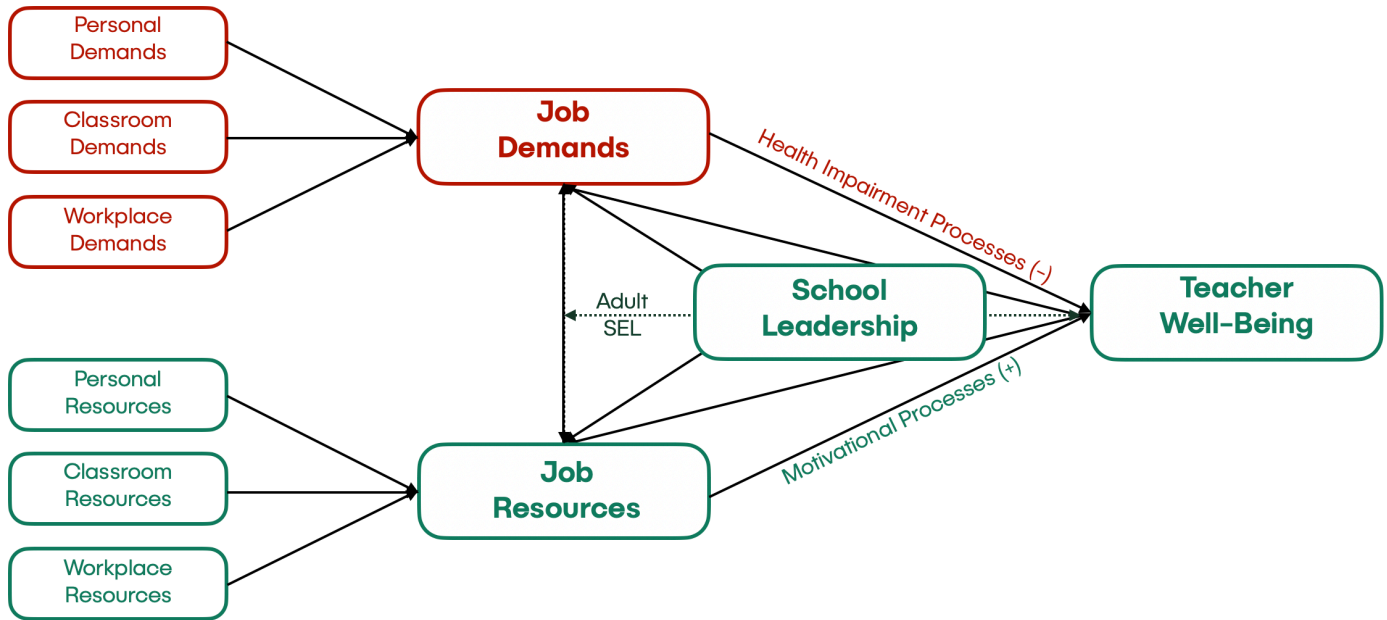 Personal
Demands
Classroom
Demands
Workplace
Demands
Job
Demands
Health Impairment Processes (-)
Adult
SEL
School
Leadership
Teacher
Well-Being
Motivational Processes (+)
Personal
Resources
Classroom
Resources
Workplace
Resources
Job
Resources